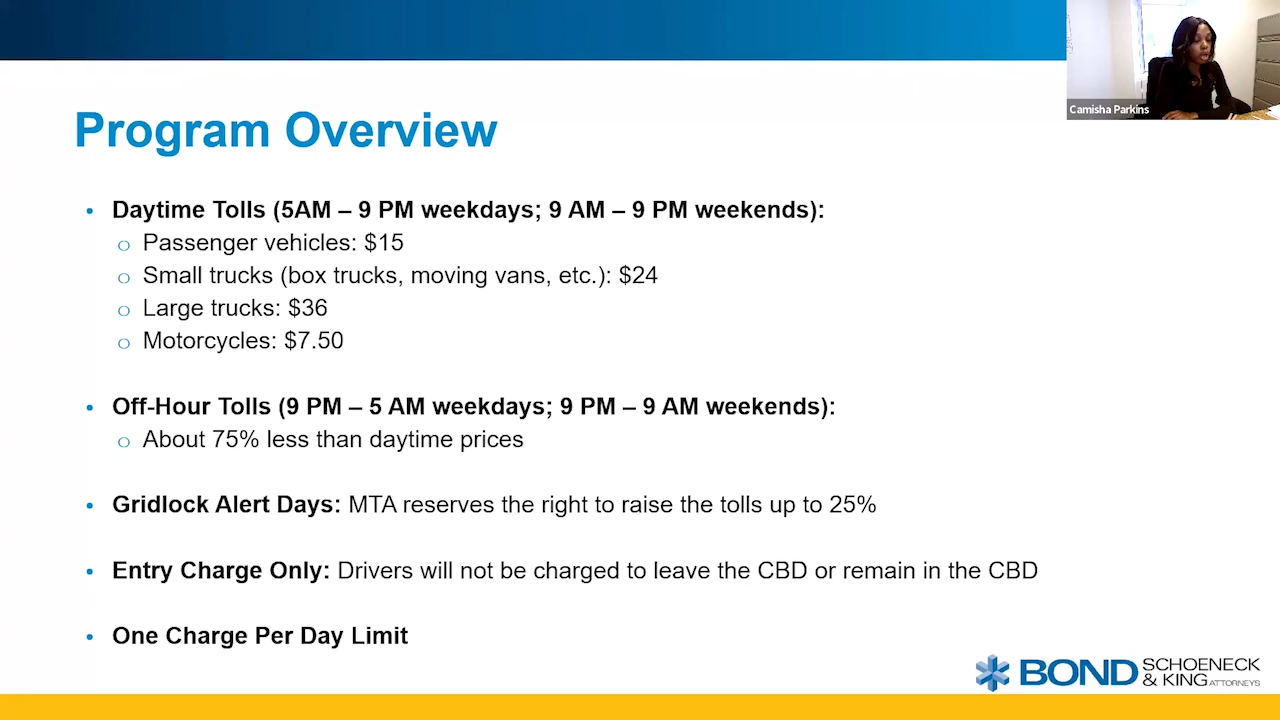 Camisha Parkins
Program Overview
• Daytime Tolls (5AM – 9 PM weekdays; 9 AM – 9 PM weekends):
o Passenger vehicles: $15
o Small trucks (box trucks, moving vans, etc.): $24
o Large trucks: $36
o Motorcycles: $7.50
• Off-Hour Tolls (9 PM – 5 AM weekdays; 9 PM – 9 AM weekends):
o About 75% less than daytime prices
• Gridlock Alert Days: MTA reserves the right to raise the tolls up to 25%
• Entry Charge Only: Drivers will not be charged to leave the CBD or remain in the CBD
• One Charge Per Day Limit
BOND SCHOENECK
& KING ATTORNEYS